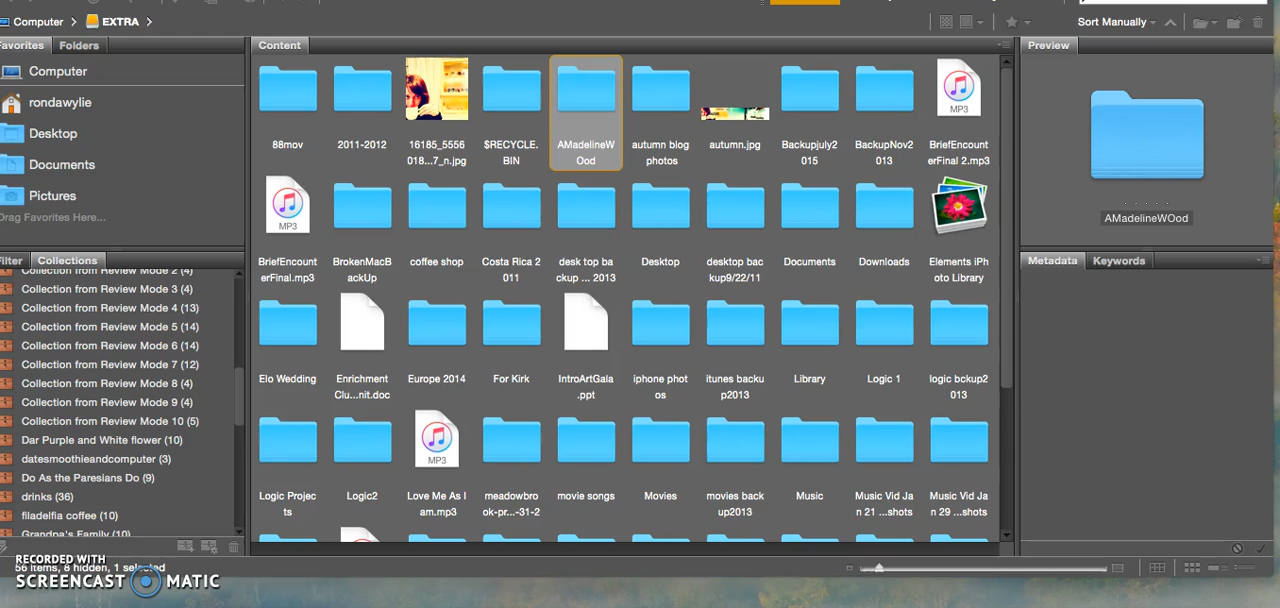 Computer > EXTRA >
Sort Manually
Favorites Folders
Computer
rondawylie
Desktop
Documents
Pictures
Drag Favorites Here...
Filter Collections
Collection from Review Mode 2 (4)
Collection from Review Mode 3 (4)
Collection from Review Mode 4 (13)
Collection from Review Mode 5 (14)
Collection from Review Mode 6 (14)
Collection from Review Mode 7 (12)
Collection from Review Mode 8 (4)
Collection from Review Mode 9 (4)
Collection from Review Mode 10 (5)
Dar Purple and White flower (10)
datesmoothieandcomputer (3)
Do As the Paresians Do (9)
drinks (36)
filadelfia coffee (10)
Grandpa's Family (10)
RECORDED WITH
56 items, 8 hidden, 1 selected
SCREENCAST MATIC
Content
MP3
88mov
2011-2012
16185_5556
018...7_n.jpg
$RECYCLE.
BIN
AMadelineW
Ood
autumn blog
photos
autumn.jpg
Backupjuly2
015
BackupNov2
013
BriefEncount
erFinal 2.mp3
MP3
BriefEncount
erFinal.mp3
BrokenMacB
ackUp
coffee shop
Costa Rica 2
011
desk top ba
ckup ... 2013
Desktop
desktop bac
kup9/22/11
Documents
Downloads
Elements iPh
oto Library
Elo Wedding
Enrichment
Clu....nit.doc
Europe 2014
For Kirk
IntroArtGala
.ppt
iphone phot
os
itunes backu
p2013
Library
Logic 1
logic bckup2
013
MP3
Logic Projec
ts
Logic2
Love Me As I
am.mp3
meadowbro
ok-pr...-31-2
movie songs
Movies
movies back
up2013
Music
Music Vid Ja
n 21 ...shots
Music Vid Ja
n 29 ...shots
Preview
AMadelineWOod
Metadata Keywords